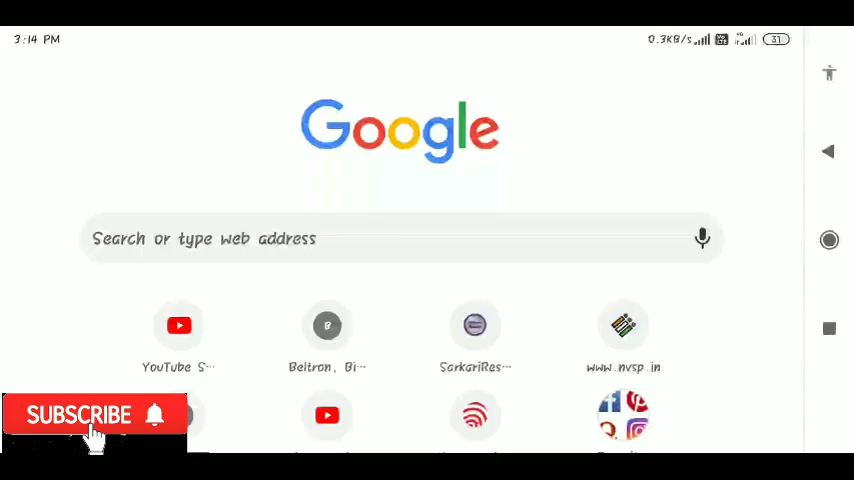 3:14 PM
0.3KB/s 31
Google
Search or type web address
B
YouTube S...
Beltron, Bi...
SarkariRes...
www.nvsp.in
SUBSCRIBE